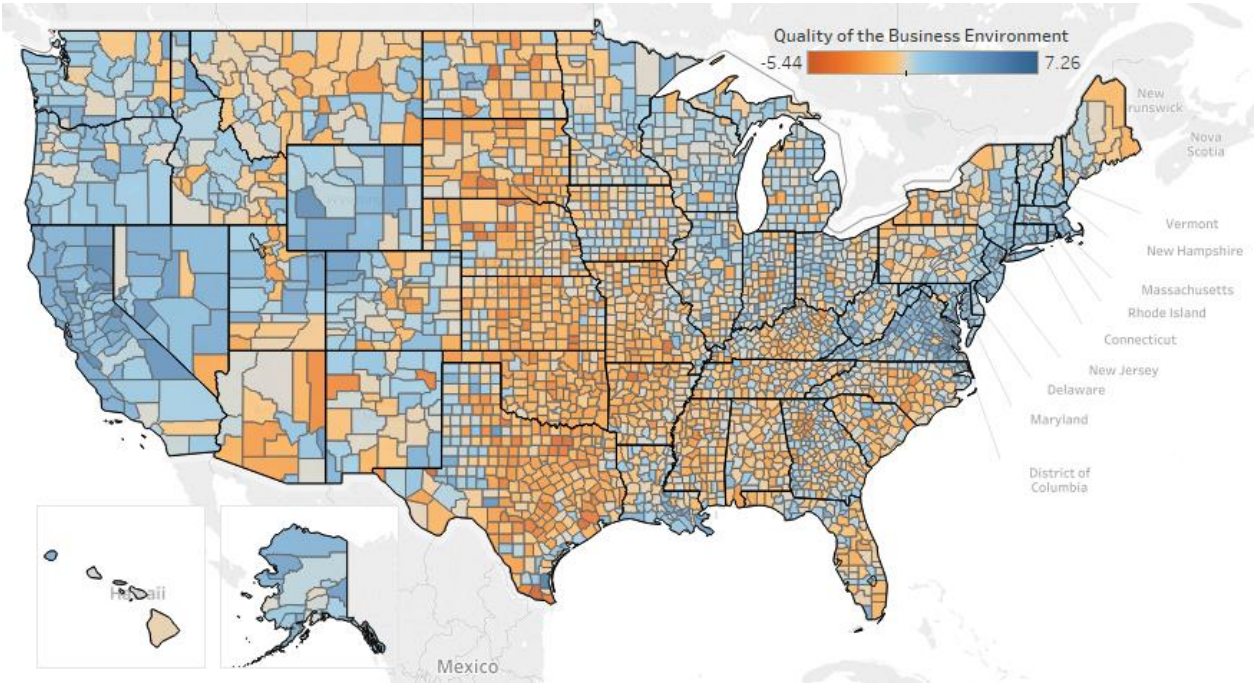 Quality of the Business Environment
-5.44 7.26
New
runswick
Nova
Scotia
Vermont
New Hampshire
Massachusetts
Rhode Island
Connecticut
New Jersey
Delaware
Maryland
District of
Columbia
Mexico